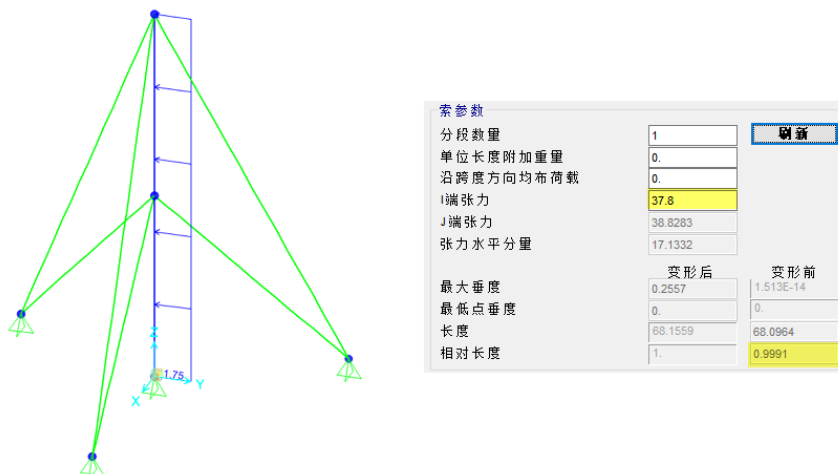 Z
1.75
Y
X
索参数
分段数量 1 刷新
单位长度附加重量 0.
沿跨度方向均布荷载 0.
I端张力 37.8
J端张力 38.8283
张力水平分量 17.1332
变形后 变形前
最大垂度 0.2557 1.513E-14
最低点垂度 0. 0.
长度 68.1559 68.0964
相对长度 1. 0.9991